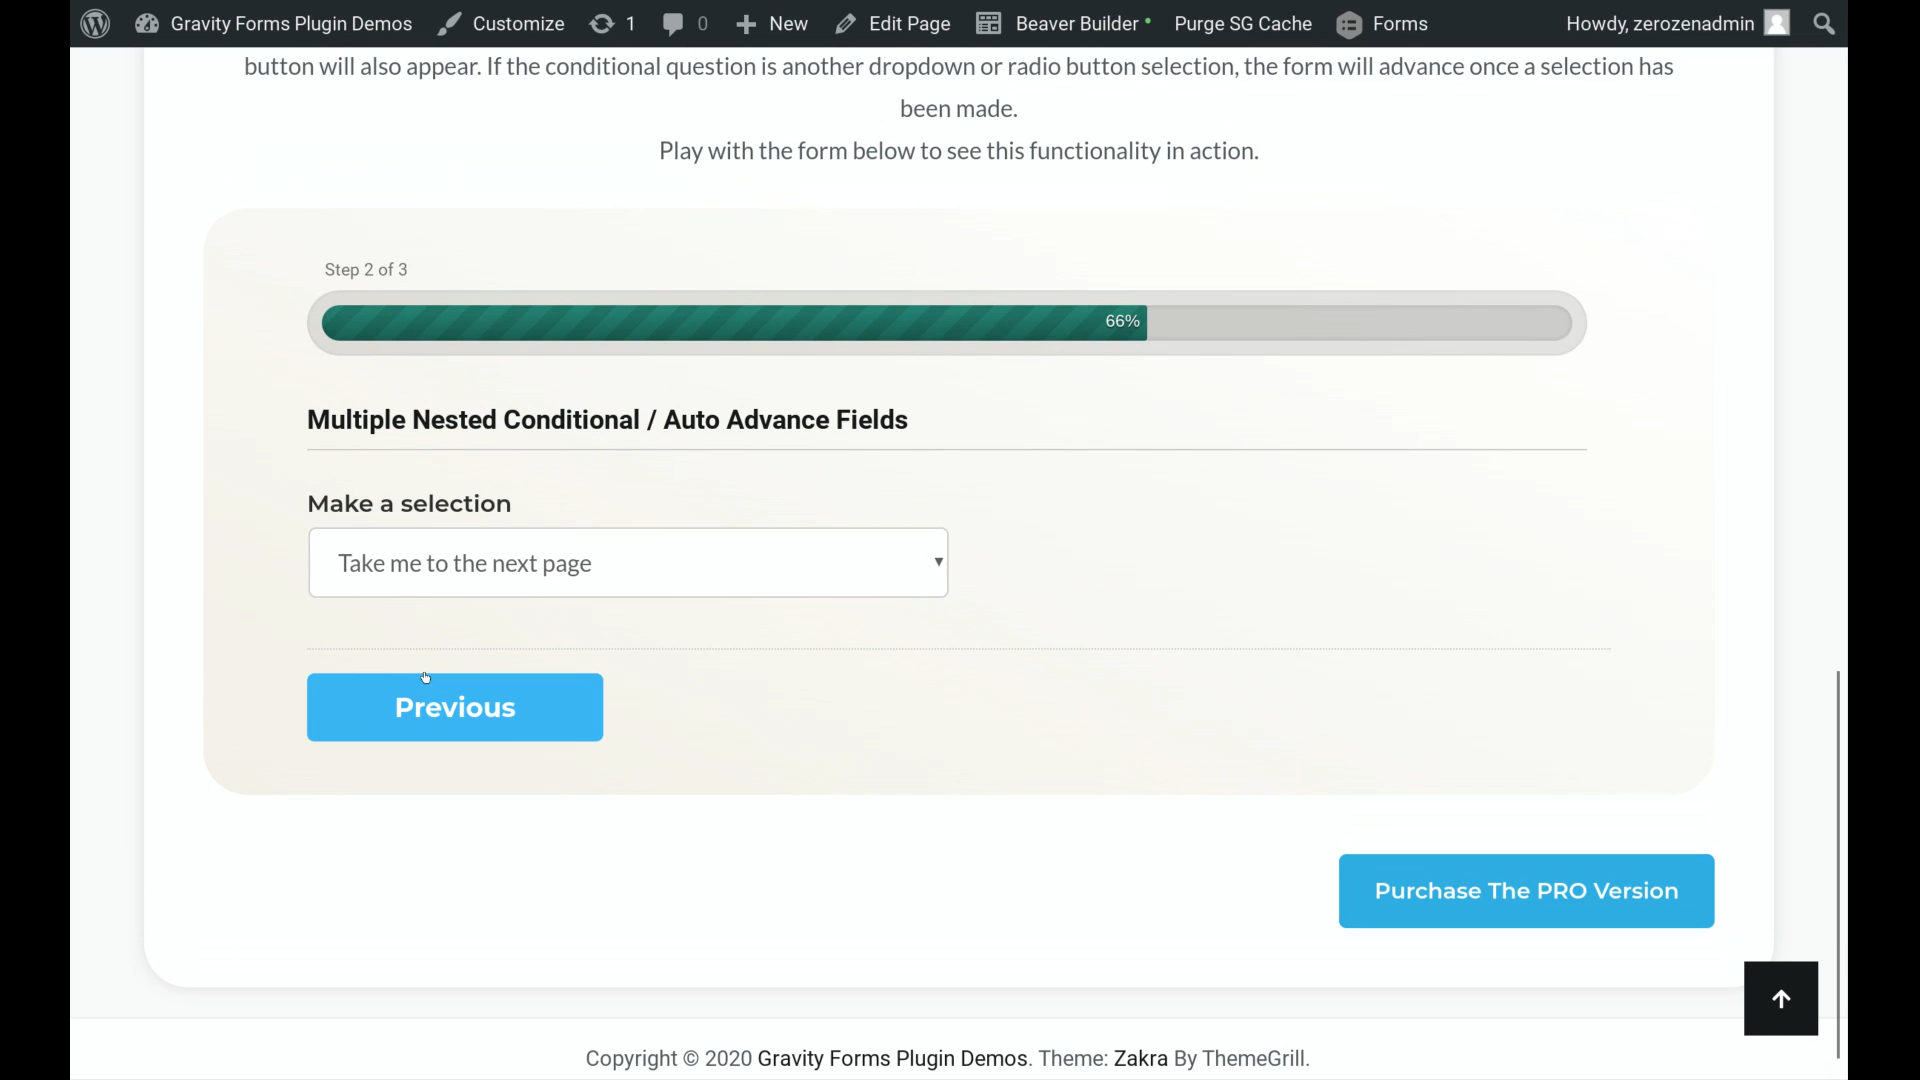 Gravity Forms Plugin Demos Customize 1 0 New Edit Page Beaver Builder Purge SG Cache Forms Howdy, zerozenadmin
button will also appear. If the conditional question is another dropdown or radio button selection, the form will advance once a selection has
been made.
Play with the form below to see this functionality in action.
Step 2 of 3
66%
Multiple Nested Conditional / Auto Advance Fields
Make a selection
Take me to the next page
Previous
Purchase The PRO Version
Copyright © 2020 Gravity Forms Plugin Demos. Theme: Zakra By ThemeGrill.